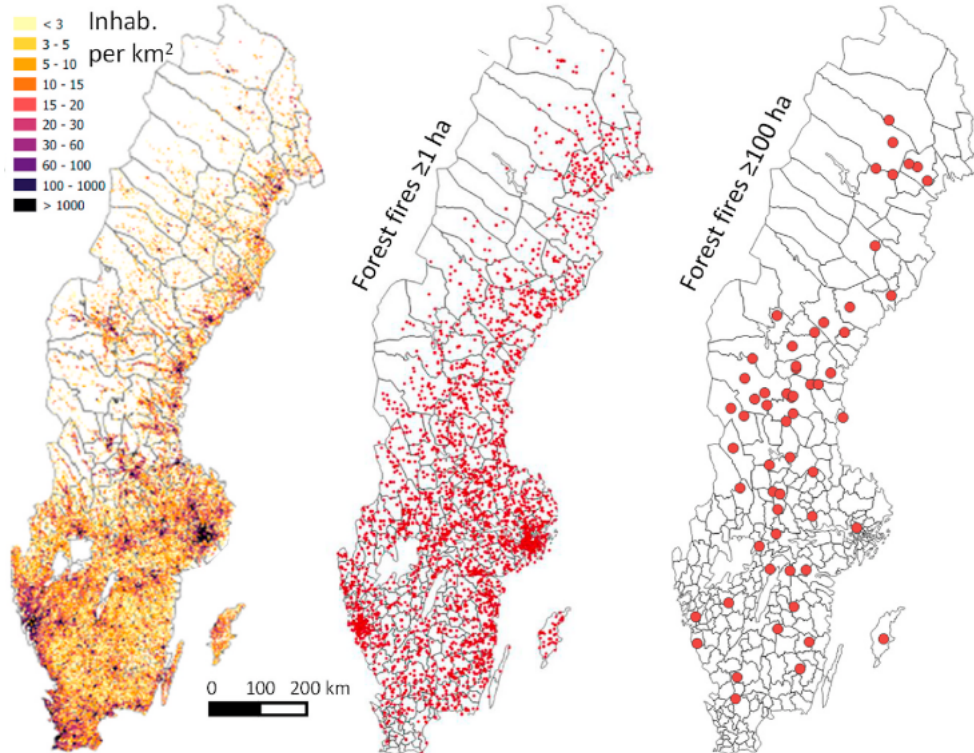 Inhab.
per km²
< 3
3 - 5
5 - 10
10 - 15
15 - 20
20 - 30
30 - 60
60 - 100
100 - 1000
> 1000
Forest fires ≥1 ha
Forest fires ≥100 ha
0 100 200 km